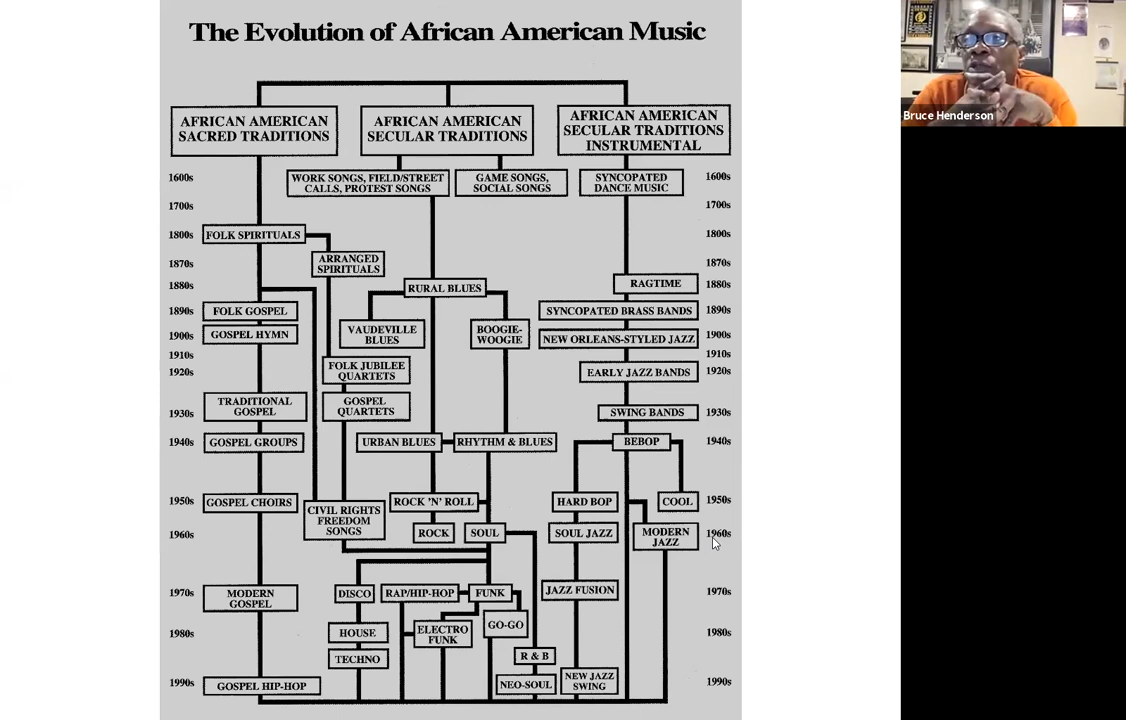 The Evolution of African American Music
AFRICAN AMERICAN
SACRED TRADITIONS
AFRICAN AMERICAN
SECULAR TRADITIONS
AFRICAN AMERICAN
SECULAR TRADITIONS
INSTRUMENTAL
1600s
WORK SONGS, FIELD/STREET
CALLS, PROTEST SONGS
GAME SONGS,
SOCIAL SONGS
SYNCOPATED
DANCE MUSIC
1600s
1700s
1700s
1800s
FOLK SPIRITUALS
1800s
ARRANGED
SPIRITUALS
1870s
1870s
1880s
RURAL BLUES
RAGTIME
1880s
1890s
FOLK GOSPEL
SYNCOPATED BRASS BANDS
1890s
1900s
GOSPEL HYMN
VAUDEVILLE
BLUES
BOOGIE-
WOOGIE
NEW ORLEANS-STYLED JAZZ
1900s
1910s
1910s
1920s
FOLK JUBILEE
QUARTETS
EARLY JAZZ BANDS
1920s
TRADITIONAL
GOSPEL
GOSPEL
QUARTETS
1930s
SWING BANDS
1930s
1940s
GOSPEL GROUPS
URBAN BLUES
RHYTHM & BLUES
BEBOP
1940s
1950s
GOSPEL CHOIRS
CIVIL RIGHTS
FREEDOM
SONGS
ROCK 'N' ROLL
HARD BOP
COOL
1950s
1960s
ROCK
SOUL
SOUL JAZZ
MODERN
JAZZ
1960s
1970s
MODERN
GOSPEL
DISCO
RAP/HIP-HOP
FUNK
JAZZ FUSION
1970s
1980s
HOUSE
ELECTRO
FUNK
GO-GO
1980s
TECHNO
R & B
1990s
GOSPEL HIP-HOP
NEO-SOUL
NEW JAZZ
SWING
1990s
Bruce Henderson